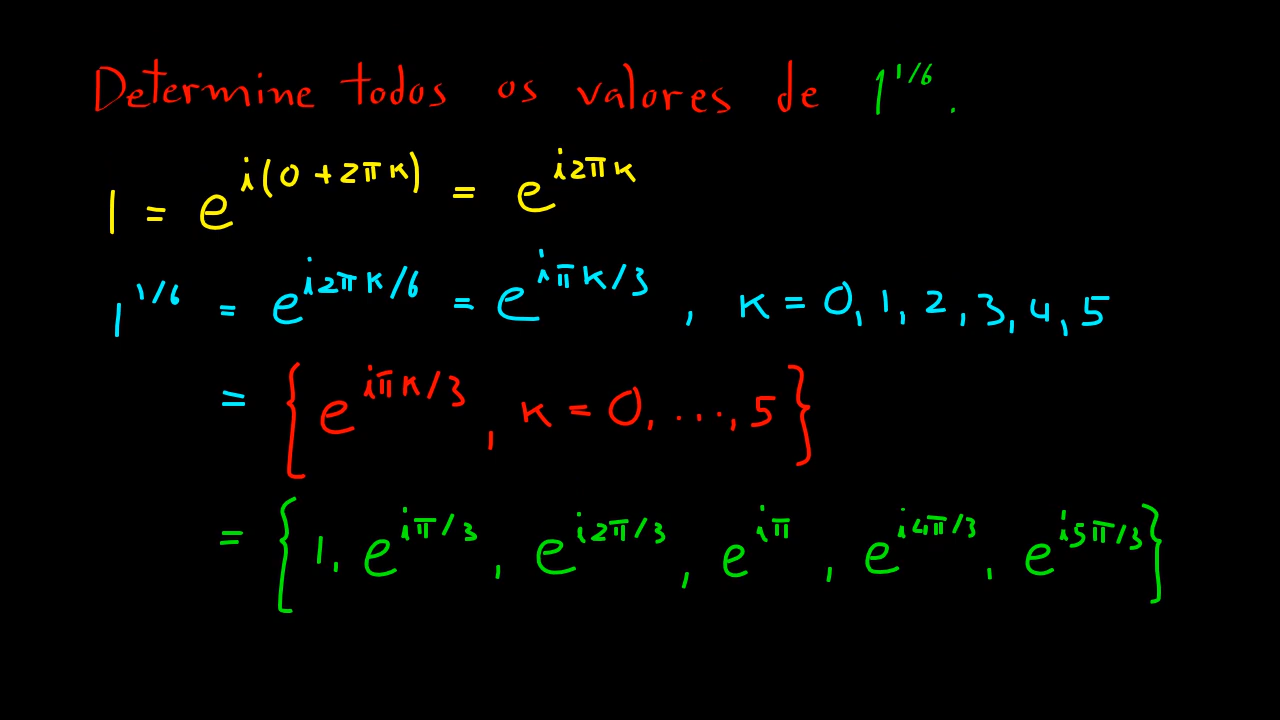 Determine todos os valores de 1^{1/6}.
1 = e^{i(0 + 2πk)} = e^{i2πk}
1^{1/6} = e^{i2πk/6} = e^{iπk/3} , k = 0, 1, 2, 3, 4, 5
= { e^{iπk/3} , k = 0, ..., 5 }
= { 1, e^{iπ/3} , e^{i2π/3} , e^{iπ} , e^{i4π/3} , e^{i5π/3} }